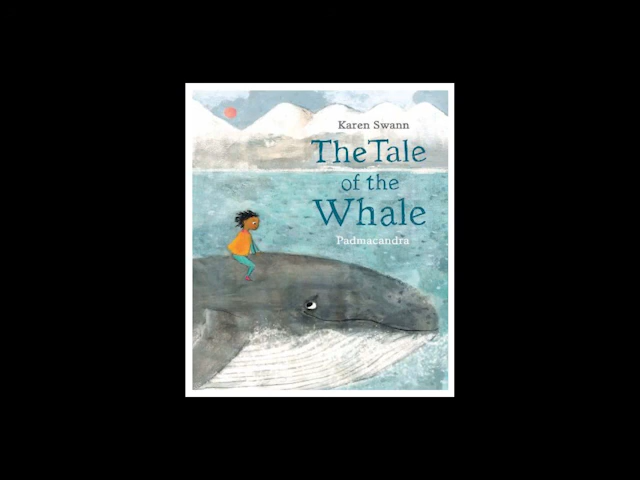 Karen Swann
The Tale
of the
Whale
Padmacandra